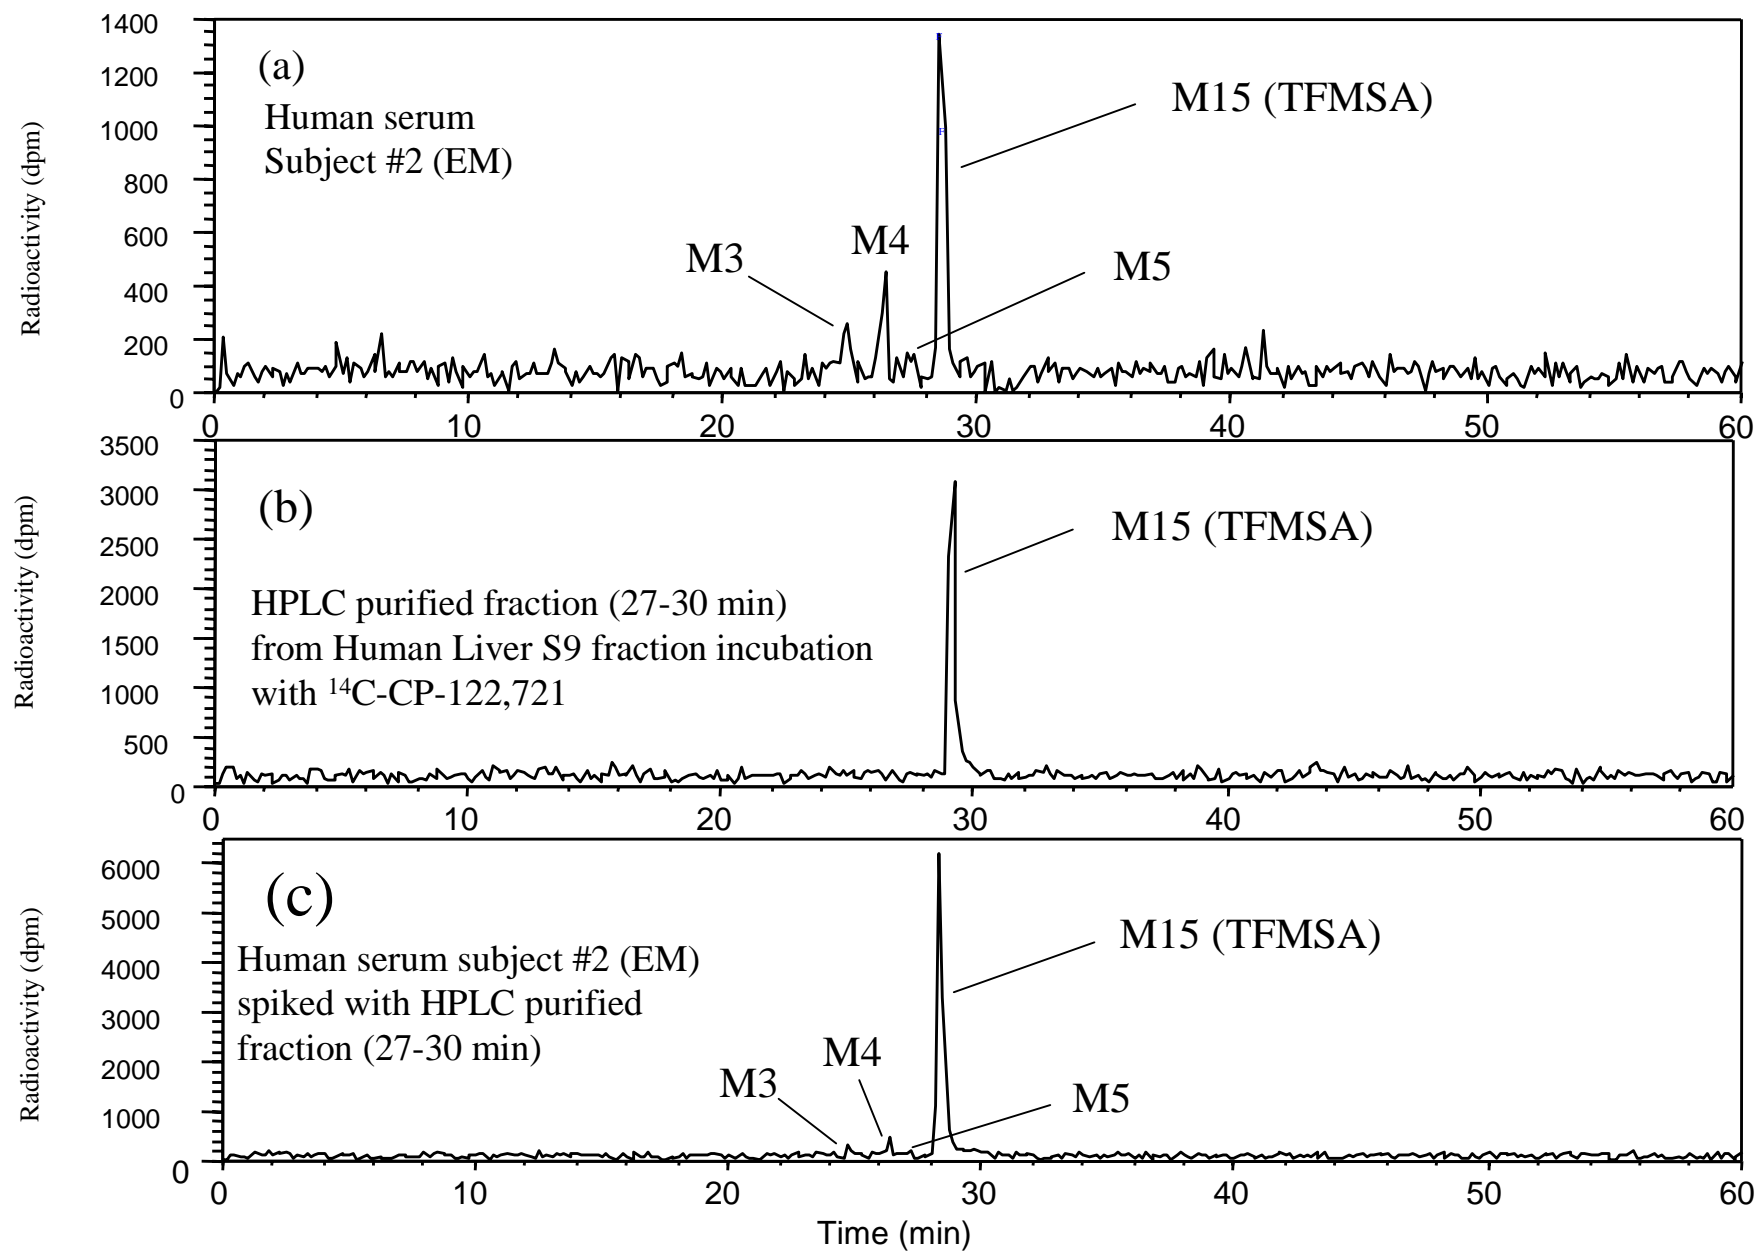 1400
1200
1000
800
600
400
200
0
Radioactivity (dpm)
(a)
Human serum
Subject #2 (EM)
M3
M4
M15 (TFMSA)
M5
0 10 20 30 40 50 60
3500
3000
2500
2000
1500
1000
500
0
Radioactivity (dpm)
(b)
HPLC purified fraction (27-30 min)
from Human Liver S9 fraction incubation
with ¹⁴C-CP-122,721
M15 (TFMSA)
0 10 20 30 40 50 60
6000
5000
4000
3000
2000
1000
0
Radioactivity (dpm)
(c)
Human serum subject #2 (EM)
spiked with HPLC purified
fraction (27-30 min)
M3
M4
M15 (TFMSA)
M5
0 10 20 30 40 50 60
Time (min)